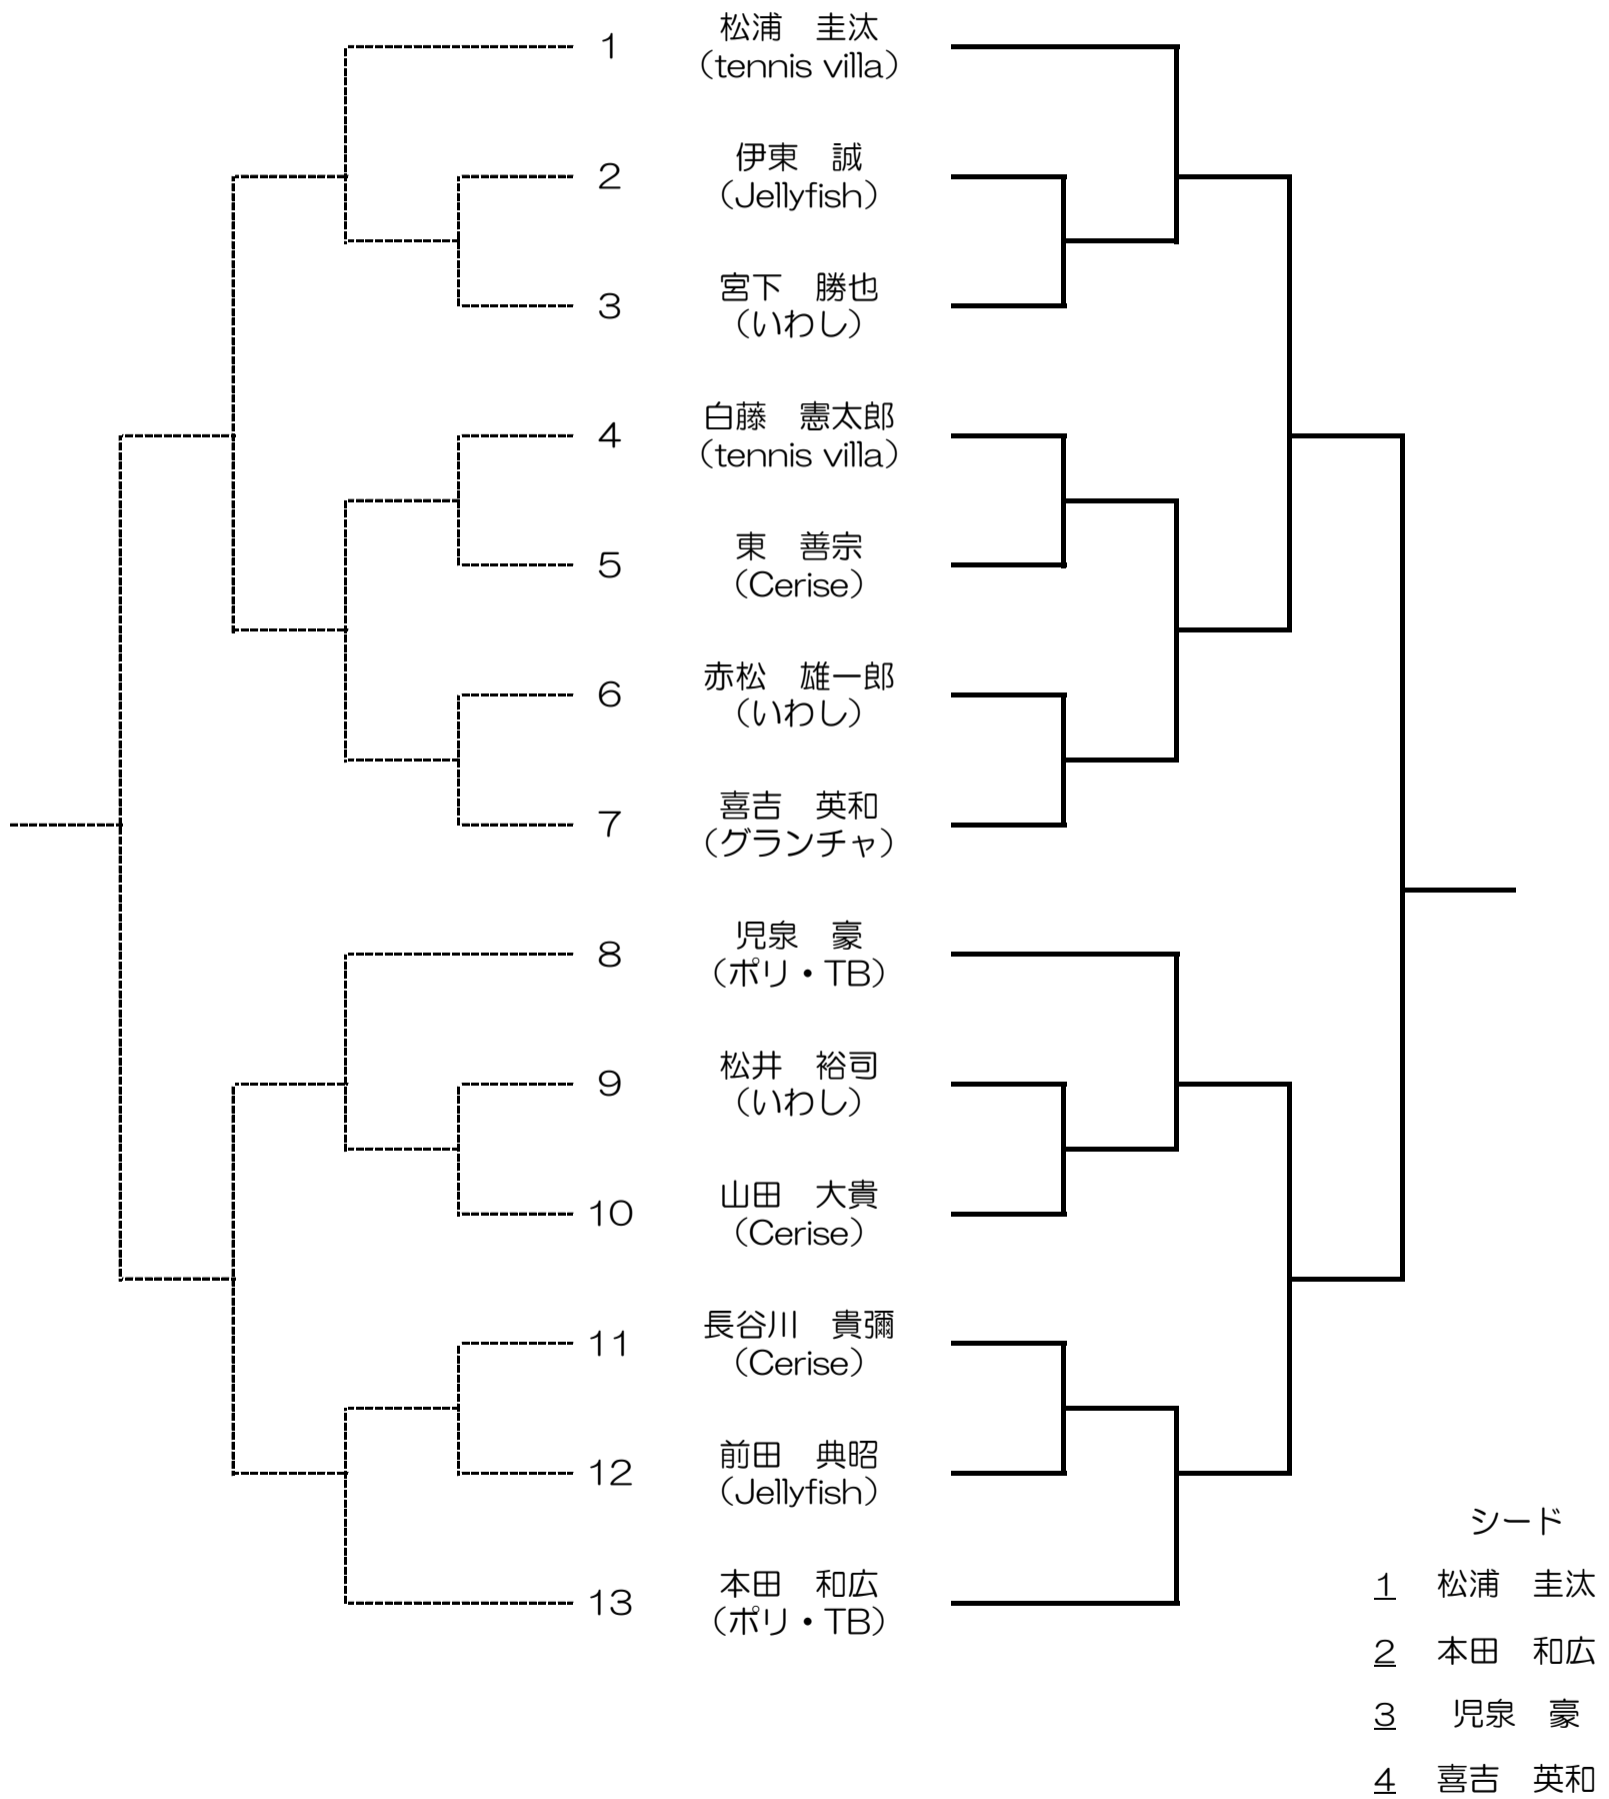 1 松浦　圭汰
(tennis villa)
2 伊東　誠
(Jellyfish)
3 宮下　勝也
(いわし)
4 白藤　憲太郎
(tennis villa)
5 東　善宗
(Cerise)
6 赤松　雄一郎
(いわし)
7 喜吉　英和
(グランチャ)
8 児泉　豪
(ポリ・TB)
9 松井　裕司
(いわし)
10 山田　大貴
(Cerise)
11 長谷川　貴彌
(Cerise)
12 前田　典昭
(Jellyfish)
13 本田　和広
(ポリ・TB)
シード
1 松浦　圭汰
2 本田　和広
3 児泉　豪
4 喜吉　英和